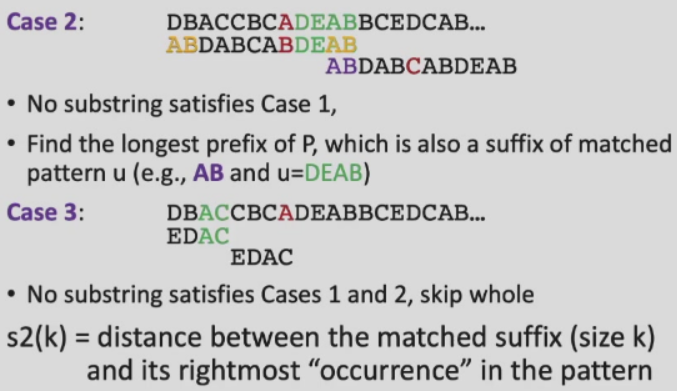 Case 2: DBACCBCADEABBCEDCAB...
ABDABCABDEAB
ABDABCABDEAB
• No substring satisfies Case 1,
• Find the longest prefix of P, which is also a suffix of matched
pattern u (e.g., AB and u=DEAB)
Case 3: DBACCBCADEABBCEDCAB...
EDAC
EDAC
• No substring satisfies Cases 1 and 2, skip whole
s2(k) = distance between the matched suffix (size k)
and its rightmost “occurrence” in the pattern